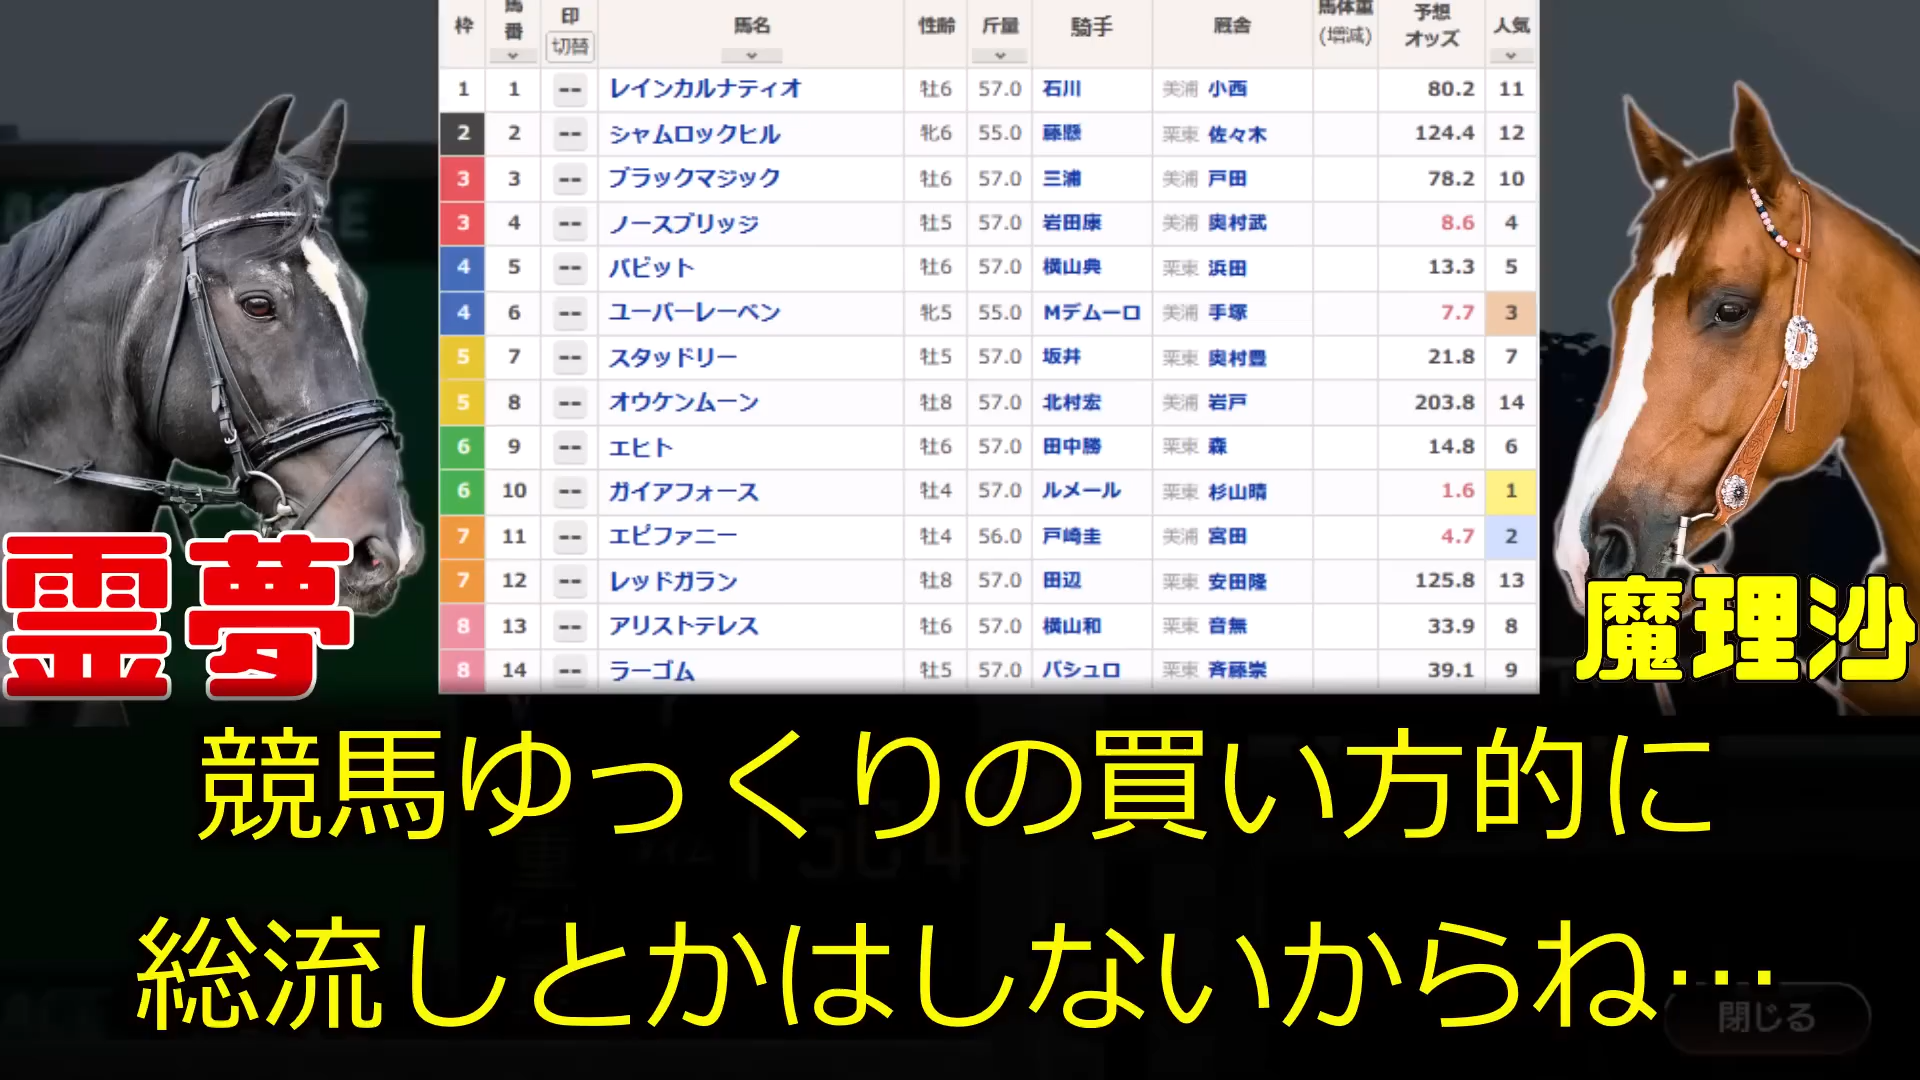 枠 馬番 印 切替 馬名 性齢 斤量 騎手 厩舎 馬体重(増減) 予想オッズ 人気
1 1 -- レインカルナティオ 牡6 57.0 石川 美浦 小西 80.2 11
2 2 -- シャムロックヒル 牝6 55.0 藤懸 栗東 佐々木 124.4 12
3 3 -- ブラックマジック 牡6 57.0 三浦 美浦 戸田 78.2 10
3 4 -- ノースブリッジ 牡5 57.0 岩田康 美浦 奥村武 8.6 4
4 5 -- バビット 牡6 57.0 横山典 栗東 浜田 13.3 5
4 6 -- ユーバーレーベン 牝5 55.0 Mデムーロ 美浦 手塚 7.7 3
5 7 -- スタッドリー 牡5 57.0 坂井 栗東 奥村豊 21.8 7
5 8 -- オウケンムーン 牡8 57.0 北村宏 美浦 岩戸 203.8 14
6 9 -- エヒト 牡6 57.0 田中勝 栗東 森 14.8 6
6 10 -- ガイアフォース 牡4 57.0 ルメール 栗東 杉山晴 1.6 1
7 11 -- エピファニー 牡4 56.0 戸崎圭 美浦 宮田 4.7 2
7 12 -- レッドガラン 牡8 57.0 田辺 栗東 安田隆 125.8 13
8 13 -- アリストテレス 牡6 57.0 横山和 栗東 音無 33.9 8
8 14 -- ラーゴム 牡5 57.0 バシュロ 栗東 斉藤崇 39.1 9
霊夢
魔理沙
競馬ゆっくりの買い方的に
総流しとかはしないからね…
閉じる